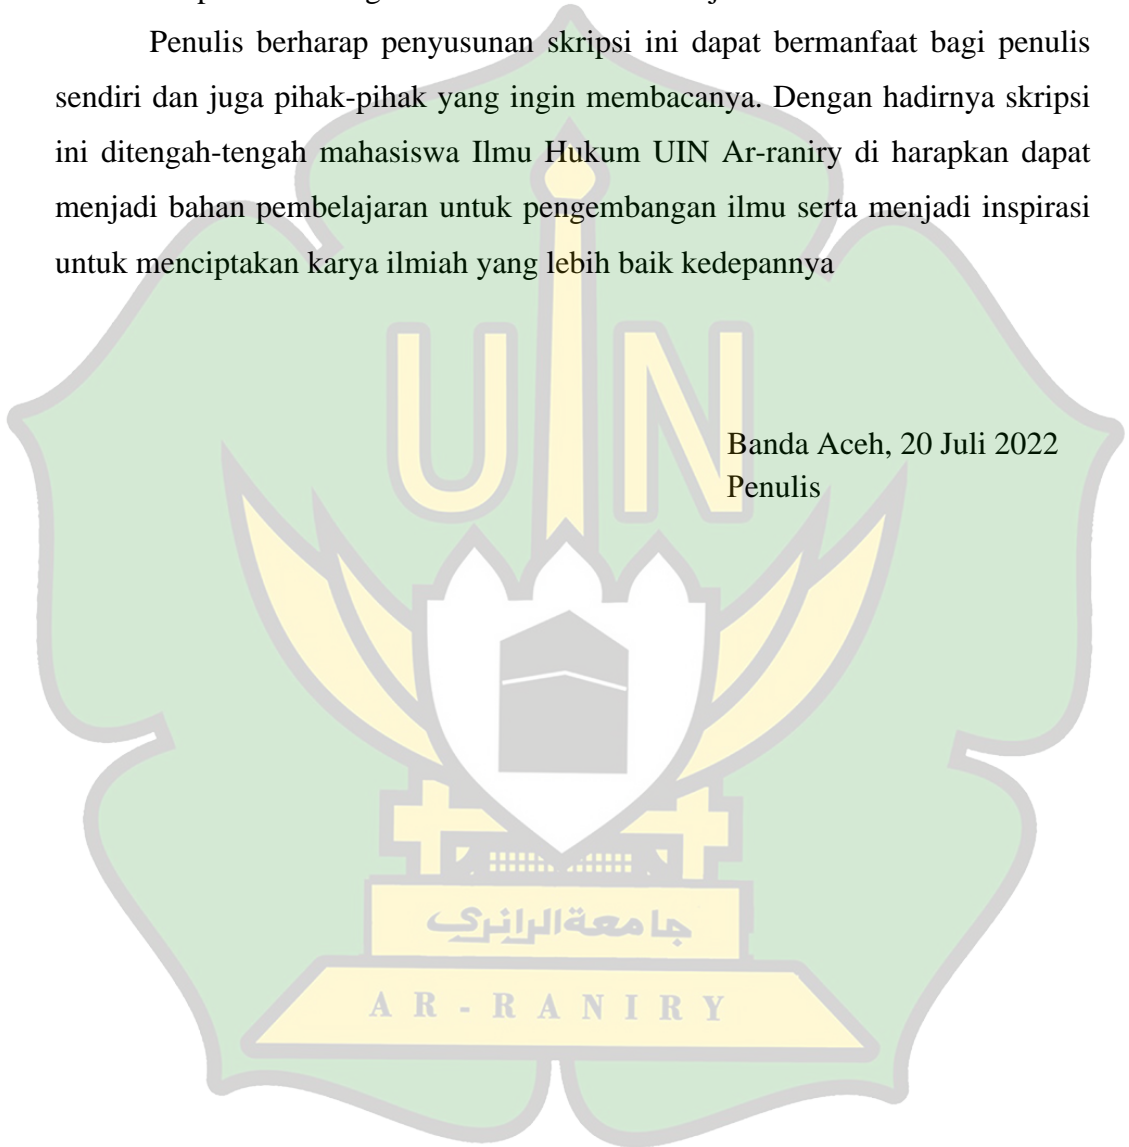 Penulis berharap penyusunan skripsi ini dapat bermanfaat bagi penulis
sendiri dan juga pihak-pihak yang ingin membacanya. Dengan hadirnya skripsi
ini ditengah-tengah mahasiswa Ilmu Hukum UIN Ar-raniry di harapkan dapat
menjadi bahan pembelajaran untuk pengembangan ilmu serta menjadi inspirasi
untuk menciptakan karya ilmiah yang lebih baik kedepannya
UIN
Banda Aceh, 20 Juli 2022
Penulis
جامعةالرانري
AR-RANIRY